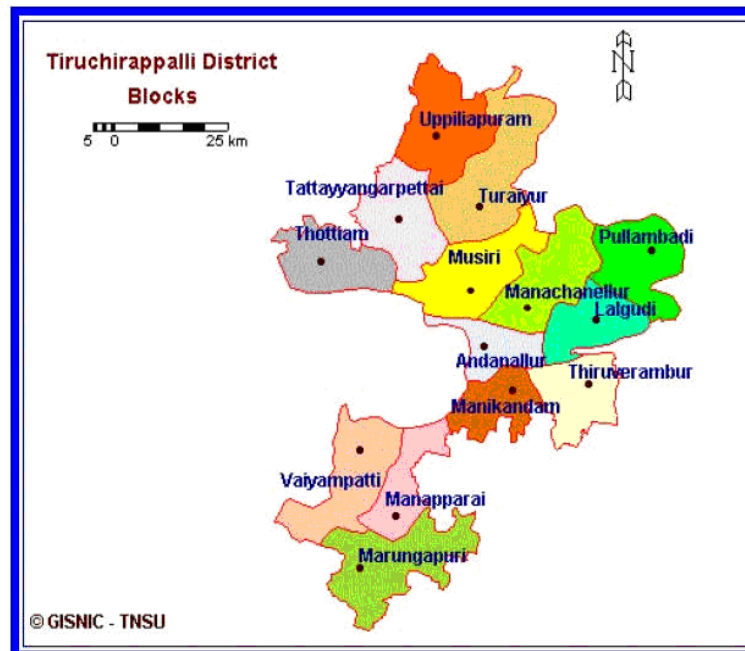 Tiruchirappalli District
Blocks
5 0 25 km
N
Uppiliapuram
Tattayyangarpettai
Turaiyur
Thottiam
Pullambadi
Musiri
Manachanellur
Lalgudi
Andanallur
Thiruverambur
Manikandam
Vaiyampatti
Manapparai
Marungapuri
© GISNIC - TNSU